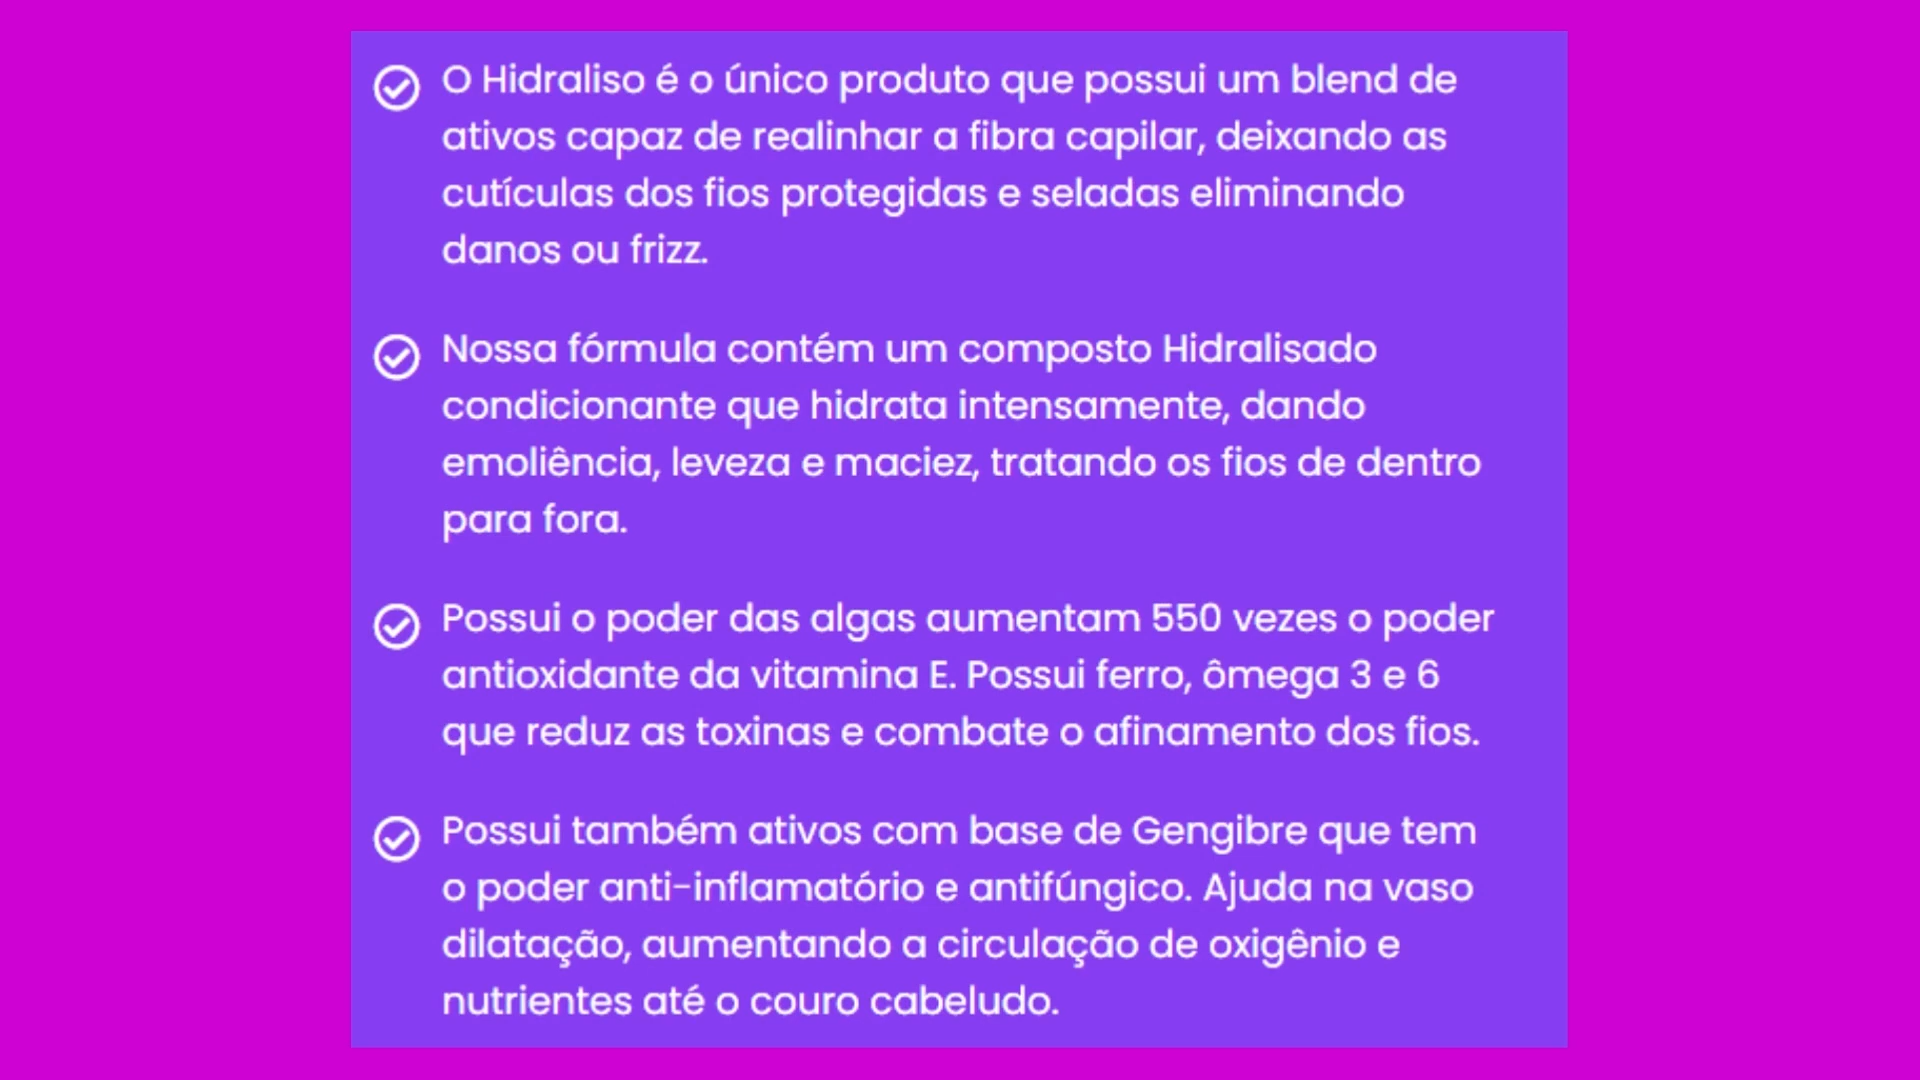 O Hidraliso é o único produto que possui um blend de
ativos capaz de realinhar a fibra capilar, deixando as
cutículas dos fios protegidas e seladas eliminando
danos ou frizz.
Nossa fórmula contém um composto Hidralisado
condicionante que hidrata intensamente, dando
emoliência, leveza e maciez, tratando os fios de dentro
para fora.
Possui o poder das algas aumentam 550 vezes o poder
antioxidante da vitamina E. Possui ferro, ômega 3 e 6
que reduz as toxinas e combate o afinamento dos fios.
Possui também ativos com base de Gengibre que tem
o poder anti-inflamatório e antifúngico. Ajuda na vaso
dilatação, aumentando a circulação de oxigênio e
nutrientes até o couro cabeludo.